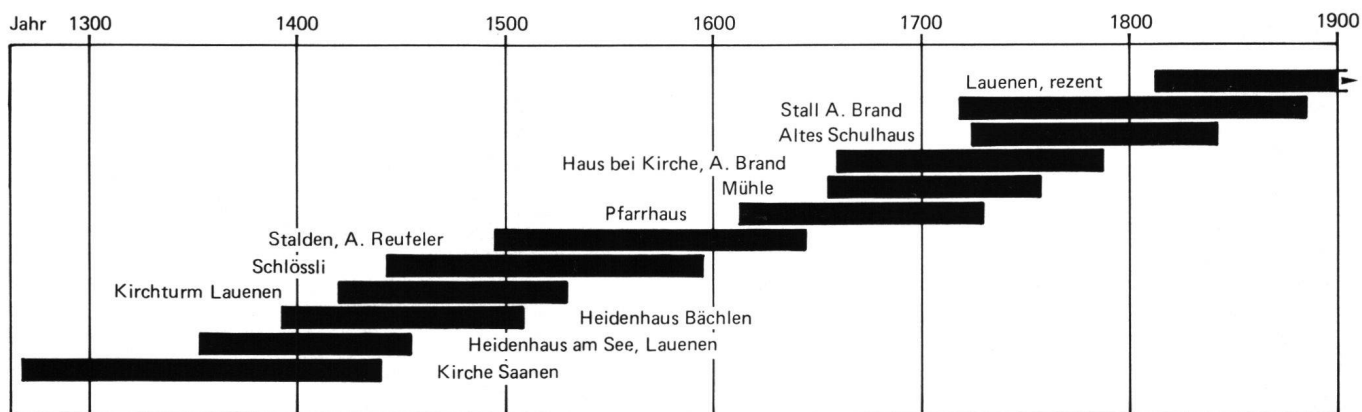 Jahr 1300 1400 1500 1600 1700 1800 1900
Lauenen, rezent
Stall A. Brand
Altes Schulhaus
Haus bei Kirche, A. Brand
Mühle
Pfarrhaus
Stalden, A. Reufeler
Schlössli
Kirchturm Lauenen
Heidenhaus Bächlen
Heidenhaus am See, Lauenen
Kirche Saanen